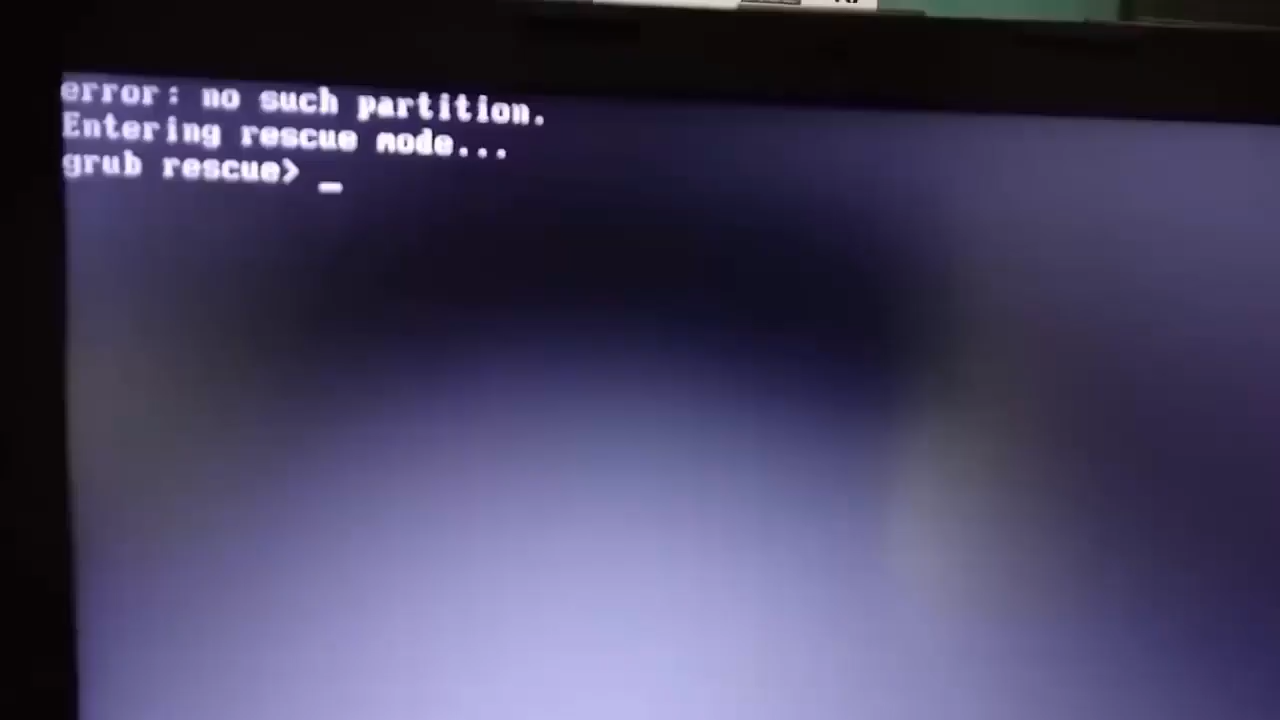 error: no such partition.
Entering rescue mode...
grub rescue> _